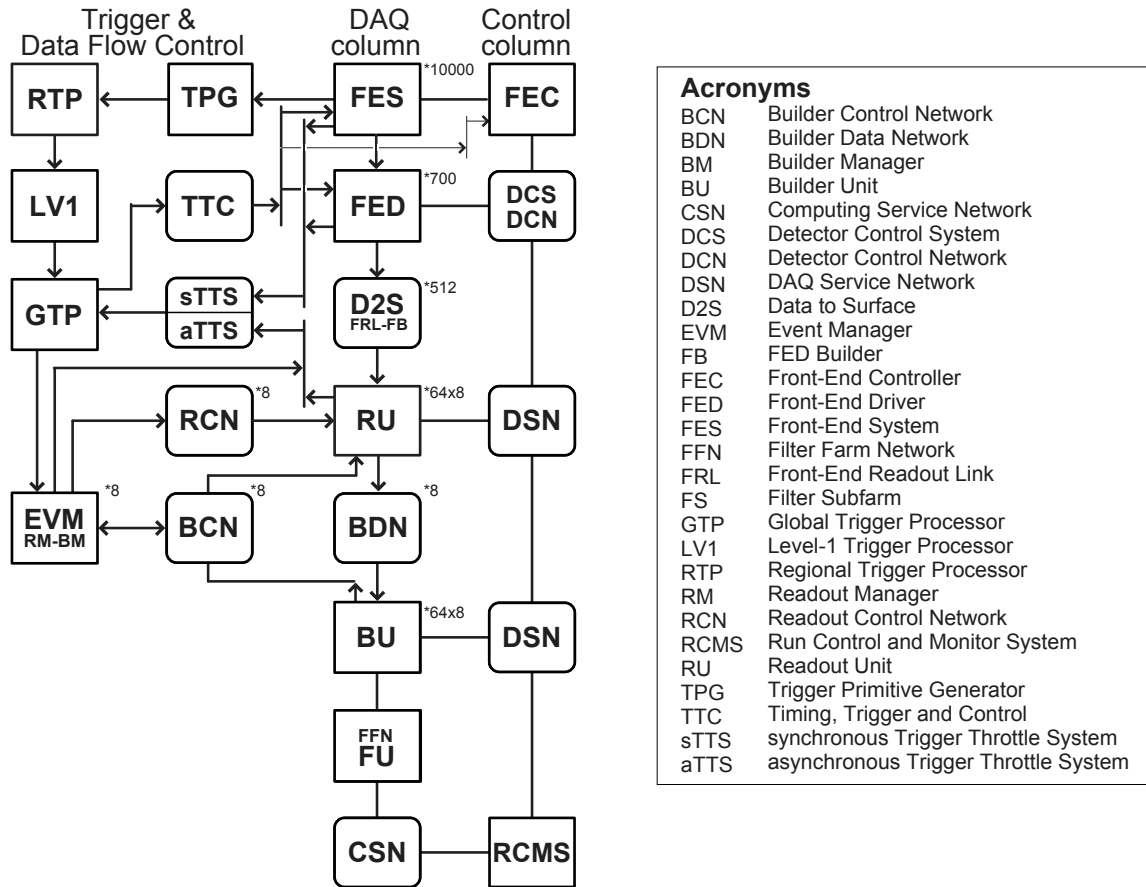 Trigger &
Data Flow Control
DAQ
column
Control
column
RTP
TPG
FES
*10000
FEC
LV1
TTC
FED
*700
DCS
DCN
GTP
sTTS
aTTS
D2S
FRL-FB
*512
RCN
*8
RU
*64x8
DSN
EVM
RM-BM
*8
BCN
*8
BDN
*8
BU
*64x8
DSN
FFN
FU
CSN
RCMS
Acronyms
BCN Builder Control Network
BDN Builder Data Network
BM Builder Manager
BU Builder Unit
CSN Computing Service Network
DCS Detector Control System
DCN Detector Control Network
DSN DAQ Service Network
D2S Data to Surface
EVM Event Manager
FB FED Builder
FEC Front-End Controller
FED Front-End Driver
FES Front-End System
FFN Filter Farm Network
FRL Front-End Readout Link
FS Filter Subfarm
GTP Global Trigger Processor
LV1 Level-1 Trigger Processor
RTP Regional Trigger Processor
RM Readout Manager
RCN Readout Control Network
RCMS Run Control and Monitor System
RU Readout Unit
TPG Trigger Primitive Generator
TTC Timing, Trigger and Control
sTTS synchronous Trigger Throttle System
aTTS asynchronous Trigger Throttle System